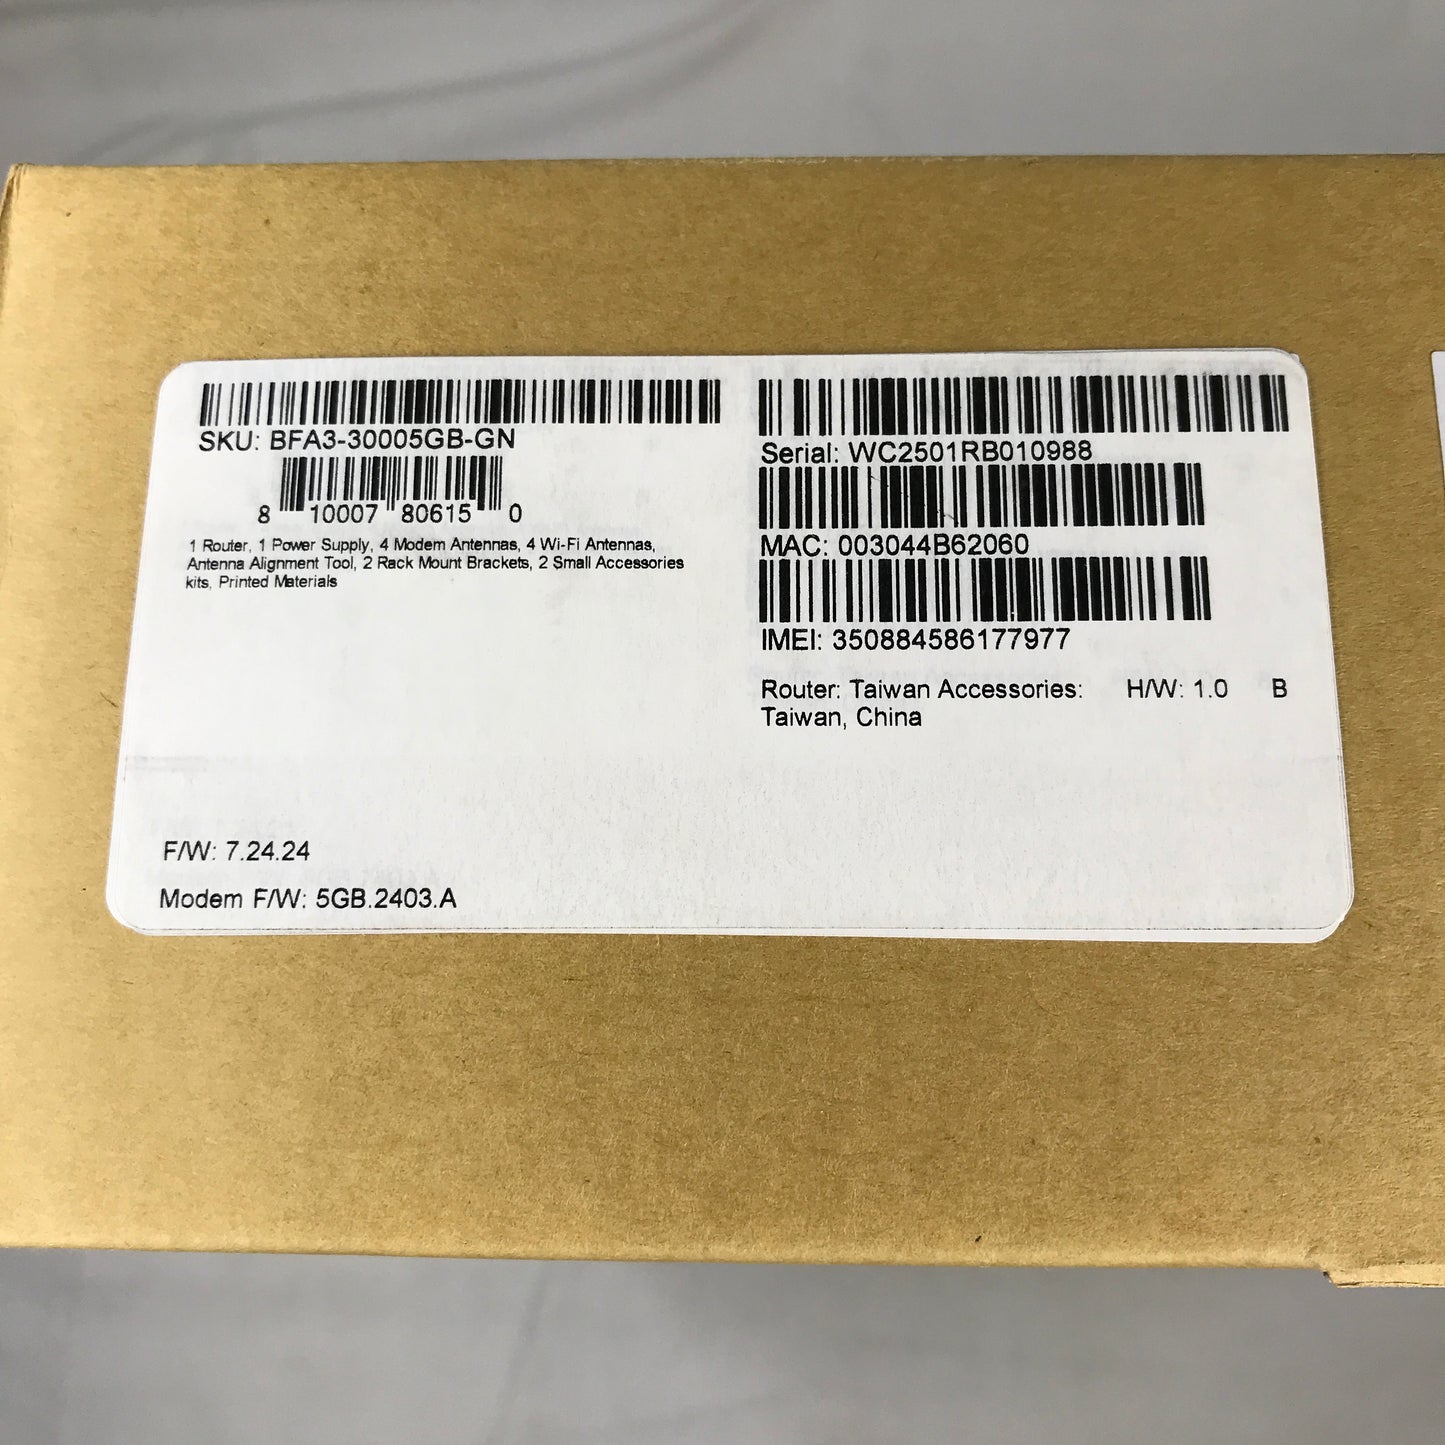 SKU: BFA3-30005GB-GN
8 10007 80615 0
1 Router, 1 Power Supply, 4 Modem Antennas, 4 Wi-Fi Antennas,
Antenna Alignment Tool, 2 Rack Mount Brackets, 2 Small Accessories
kits, Printed Materials
Serial: WC2501RB010988
MAC: 003044B62060
IMEI: 350884586177977
Router: Taiwan Accessories: H/W: 1.0 B
Taiwan, China
F/W: 7.24.24
Modem F/W: 5GB.2403.A